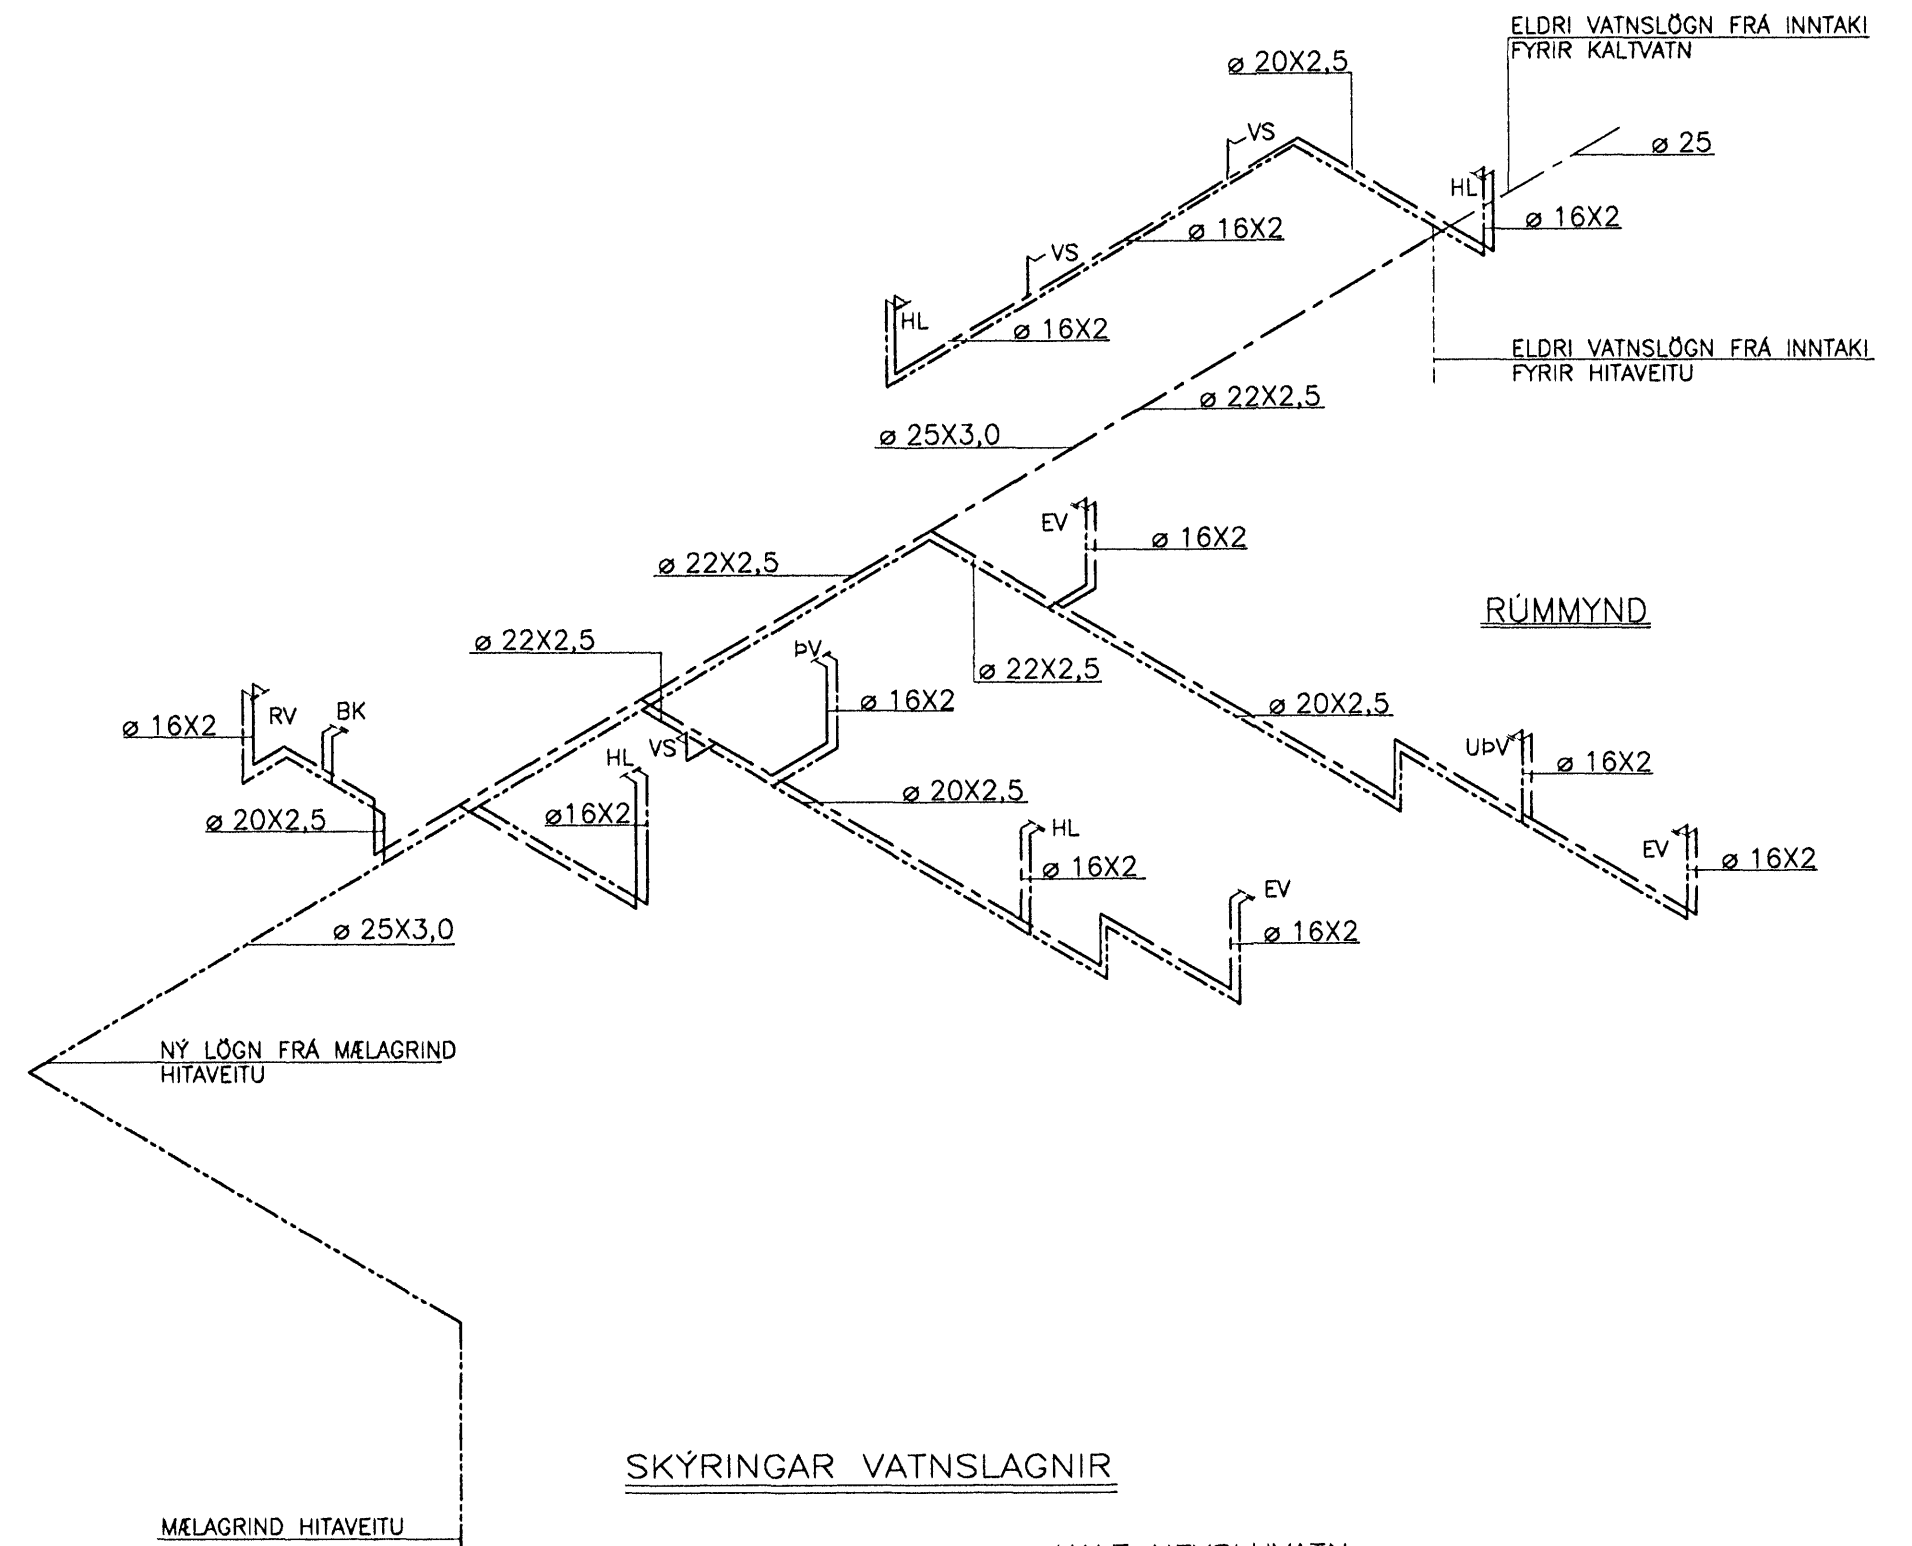 ELDRI VATNSLÖGN FRÁ INNTAKI
FYRIR KALTVATN
ø 20X2,5
VS
ø 25
HL
ø 16X2
ø 16X2
VS
HL
ø 16X2
ELDRI VATNSLÖGN FRÁ INNTAKI
FYRIR HITAVEITU
ø 22X2,5
ø 25X3,0
EV
ø 16X2
ø 22X2,5
RÚMMYND
ø 22X2,5
ÞV
ø 22X2,5
ø 16X2
ø 20X2,5
RV
BK
ø 16X2
VS
HL
UÞV
ø 16X2
ø 20X2,5
ø16X2
ø 20X2,5
HL
ø 16X2
EV
ø 16X2
EV
ø 16X2
ø 25X3,0
NÝ LÖGN FRÁ MÆLAGRIND
HITAVEITU
SKÝRINGAR VATNSLAGNIR
MÆLAGRIND HITAVEITU